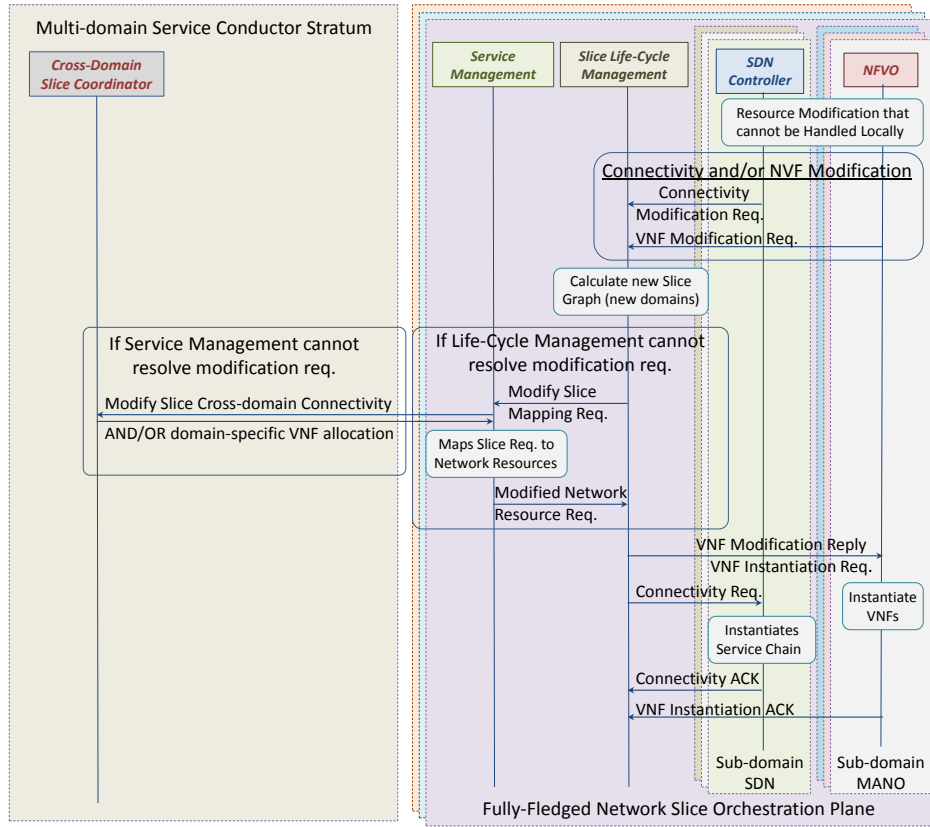 Multi-domain Service Conductor Stratum
Cross-Domain
Slice Coordinator
Service
Management
Slice Life-Cycle
Management
SDN
Controller
NFVO
Resource Modification that
cannot be Handled Locally
Connectivity and/or NVF Modification
Connectivity
Modification Req.
VNF Modification Req.
Calculate new Slice
Graph (new domains)
If Service Management cannot
resolve modification req.
If Life-Cycle Management cannot
resolve modification req.
Modify Slice
Mapping Req.
Modify Slice Cross-domain Connectivity
AND/OR domain-specific VNF allocation
Maps Slice Req. to
Network Resources
Modified Network
Resource Req.
VNF Modification Reply
VNF Instantiation Req.
Connectivity Req.
Instantiate
VNFs
Instantiates
Service Chain
Connectivity ACK
VNF Instantiation ACK
Sub-domain
SDN
Sub-domain
MANO
Fully-Fledged Network Slice Orchestration Plane